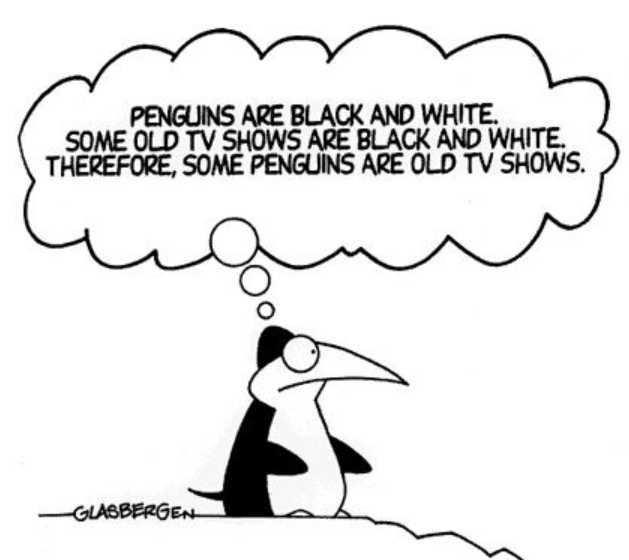 PENGUINS ARE BLACK AND WHITE.
SOME OLD TV SHOWS ARE BLACK AND WHITE.
THEREFORE, SOME PENGUINS ARE OLD TV SHOWS.
GLASBERGEN